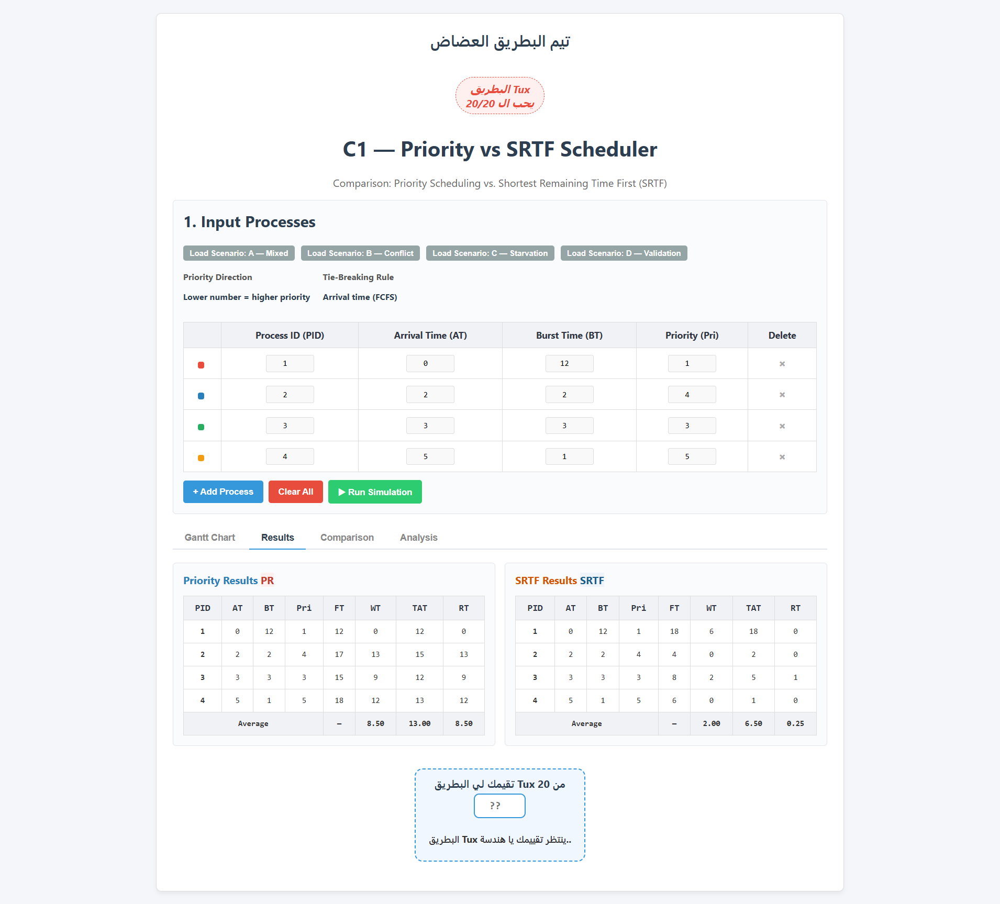 تيم البطريق العضاض
البطريق Tux
يحب ال 20/20
C1 — Priority vs SRTF Scheduler
Comparison: Priority Scheduling vs. Shortest Remaining Time First (SRTF)
1. Input Processes
Load Scenario: A — Mixed Load Scenario: B — Conflict Load Scenario: C — Starvation Load Scenario: D — Validation
Priority Direction Tie-Breaking Rule
Lower number = higher priority Arrival time (FCFS)
Process ID (PID) Arrival Time (AT) Burst Time (BT) Priority (Pri) Delete
1 0 12 1 ×
2 2 2 4 ×
3 3 3 3 ×
4 5 1 5 ×
+ Add Process Clear All ▶ Run Simulation
Gantt Chart Results Comparison Analysis
Priority Results PR
PID AT BT Pri FT WT TAT RT
1 0 12 1 12 0 12 0
2 2 2 4 17 13 15 13
3 3 3 3 15 9 12 9
4 5 1 5 18 12 13 12
Average — 8.50 13.00 8.50
SRTF Results SRTF
PID AT BT Pri FT WT TAT RT
1 0 12 1 18 6 18 0
2 2 2 4 4 0 2 0
3 3 3 3 8 2 5 1
4 5 1 5 6 0 1 0
Average — 2.00 6.50 0.25
تقيمك لي البطريق Tux من 20
??
البطريق Tux ينتظر تقييمك يا هندسة..